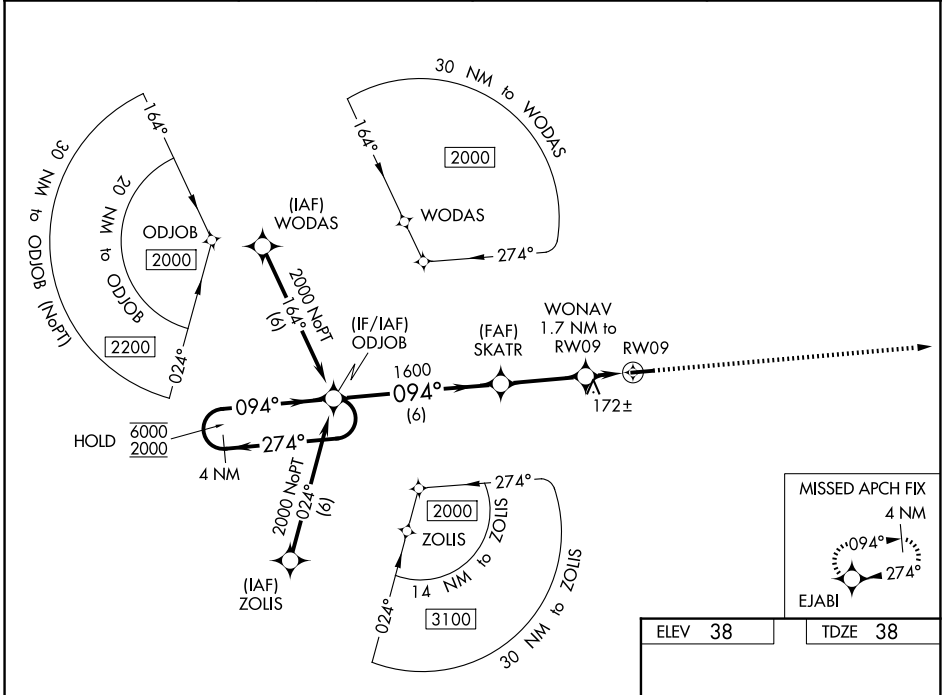 30 NM to WODAS
164°
2000
WODAS
274°
164°
30 NM to ODJOB (NoPT)
20 NM to ODJOB
ODJOB
2000
2200
024°
(IAF)
WODAS
2000 NoPT
164°
(6)
(IF/IAF)
ODJOB
(FAF)
SKATR
WONAV
1.7 NM to
RW09
RW09
1600
094°
(6)
172±
094°
274°
HOLD
6000
2000
4 NM
2000 NoPT
024°
(6)
(IAF)
ZOLIS
274°
2000
ZOLIS
14 NM to ZOLIS
024°
3100
30 NM to ZOLIS
MISSED APCH FIX
4 NM
094°
274°
EJABI
ELEV 38
TDZE 38